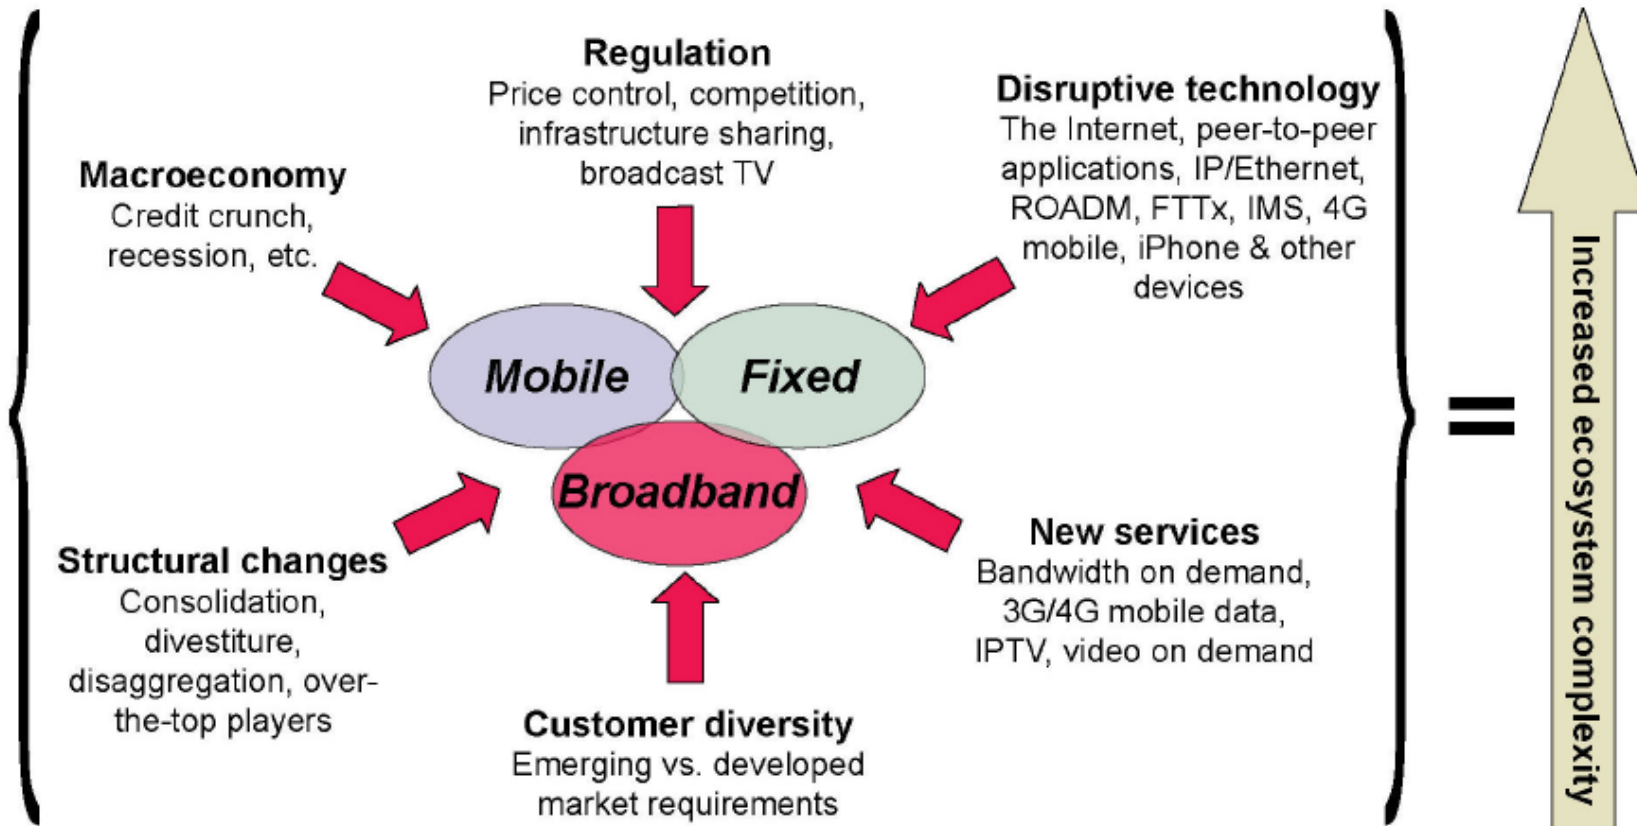 Regulation
Price control, competition,
infrastructure sharing,
broadcast TV
Disruptive technology
The Internet, peer-to-peer
applications, IP/Ethernet,
ROADM, FTTx, IMS, 4G
mobile, iPhone & other
devices
Macroeconomy
Credit crunch,
recession, etc.
Mobile
Fixed
Broadband
Structural changes
Consolidation,
divestiture,
disaggregation, over-
the-top players
Customer diversity
Emerging vs. developed
market requirements
New services
Bandwidth on demand,
3G/4G mobile data,
IPTV, video on demand
=
Increased ecosystem complexity